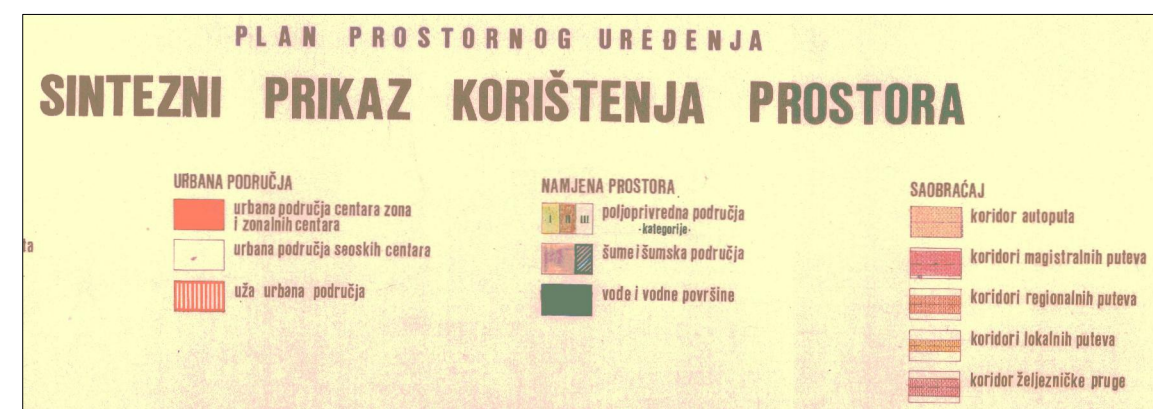 PLAN PROSTORNOG UREĐENJA
SINTEZNI PRIKAZ KORIŠTENJA PROSTORA
URBANA PODRUČJA
urbana područja centara zona
i zonalnih centara
urbana područja seoskih centara
uža urbana područja
NAMJENA PROSTORA
I II III
poljoprivredna područja
-kategorije-
šume i šumska područja
vode i vodne površine
SAOBRAĆAJ
koridor autoputa
koridori magistralnih puteva
koridori regionalnih puteva
koridori lokalnih puteva
koridor željezničke pruge